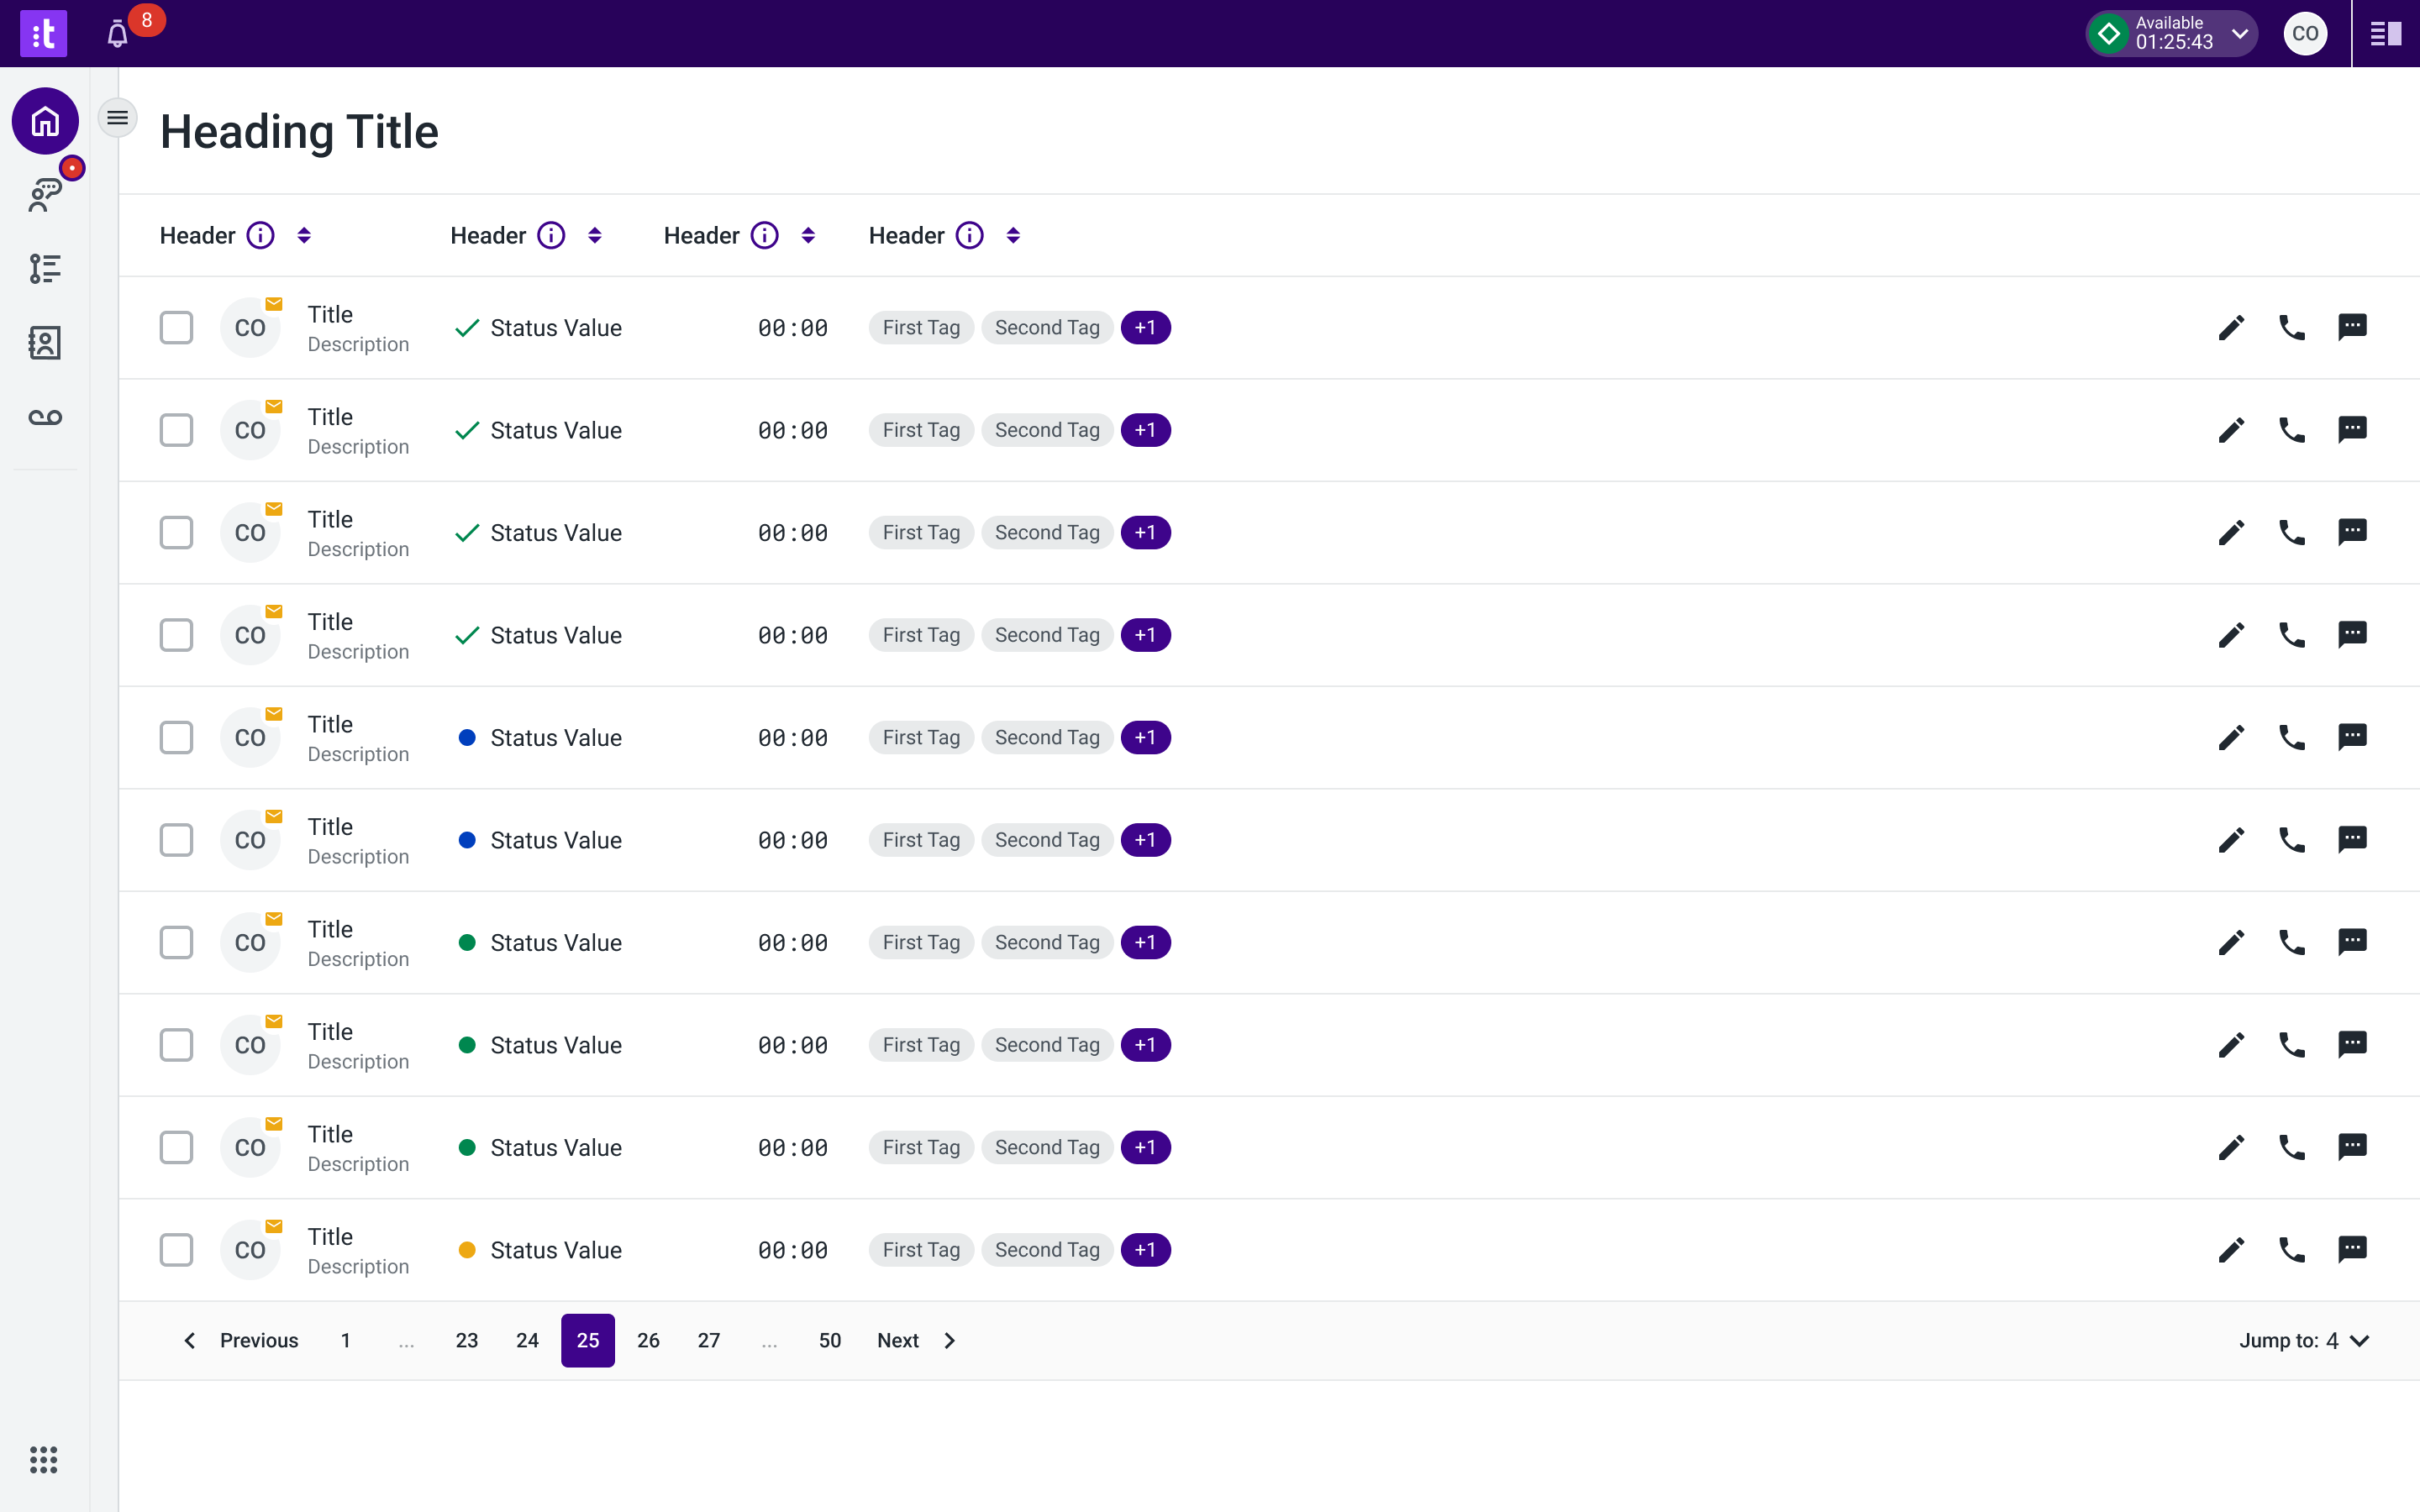 :t 8 Available CO
01:25:43
Heading Title
Header Header Header Header
CO Title Status Value 00:00 First Tag Second Tag +1
Description
CO Title Status Value 00:00 First Tag Second Tag +1
Description
CO Title Status Value 00:00 First Tag Second Tag +1
Description
CO Title Status Value 00:00 First Tag Second Tag +1
Description
CO Title Status Value 00:00 First Tag Second Tag +1
Description
CO Title Status Value 00:00 First Tag Second Tag +1
Description
CO Title Status Value 00:00 First Tag Second Tag +1
Description
CO Title Status Value 00:00 First Tag Second Tag +1
Description
CO Title Status Value 00:00 First Tag Second Tag +1
Description
CO Title Status Value 00:00 First Tag Second Tag +1
Description
Previous 1 ... 23 24 25 26 27 ... 50 Next Jump to: 4